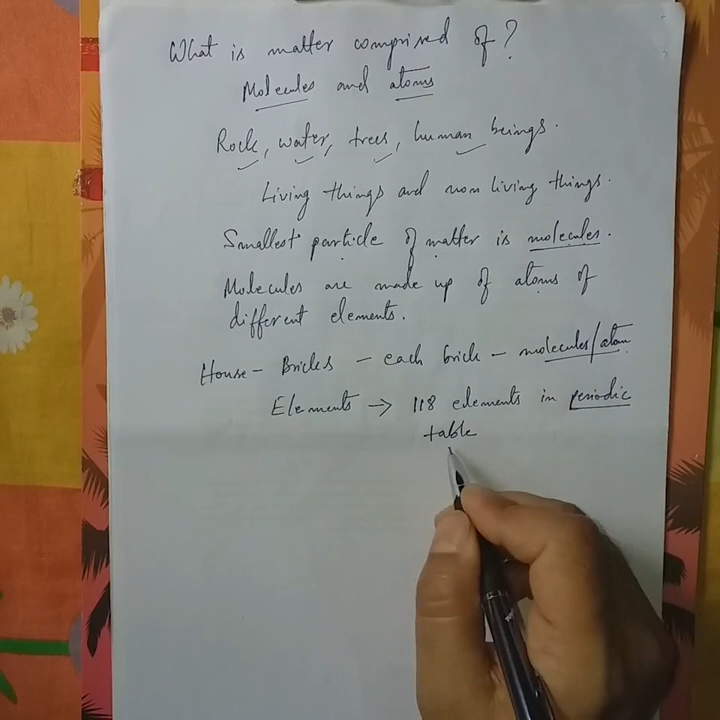 What is matter comprised of?
Molecules and atoms
Rock, water, trees, human beings.
Living things and non living things.
Smallest particle of matter is molecules.
Molecules are made up of atoms of
different elements.
House - Bricks - each brick - molecules/atom
Elements → 118 elements in periodic
table